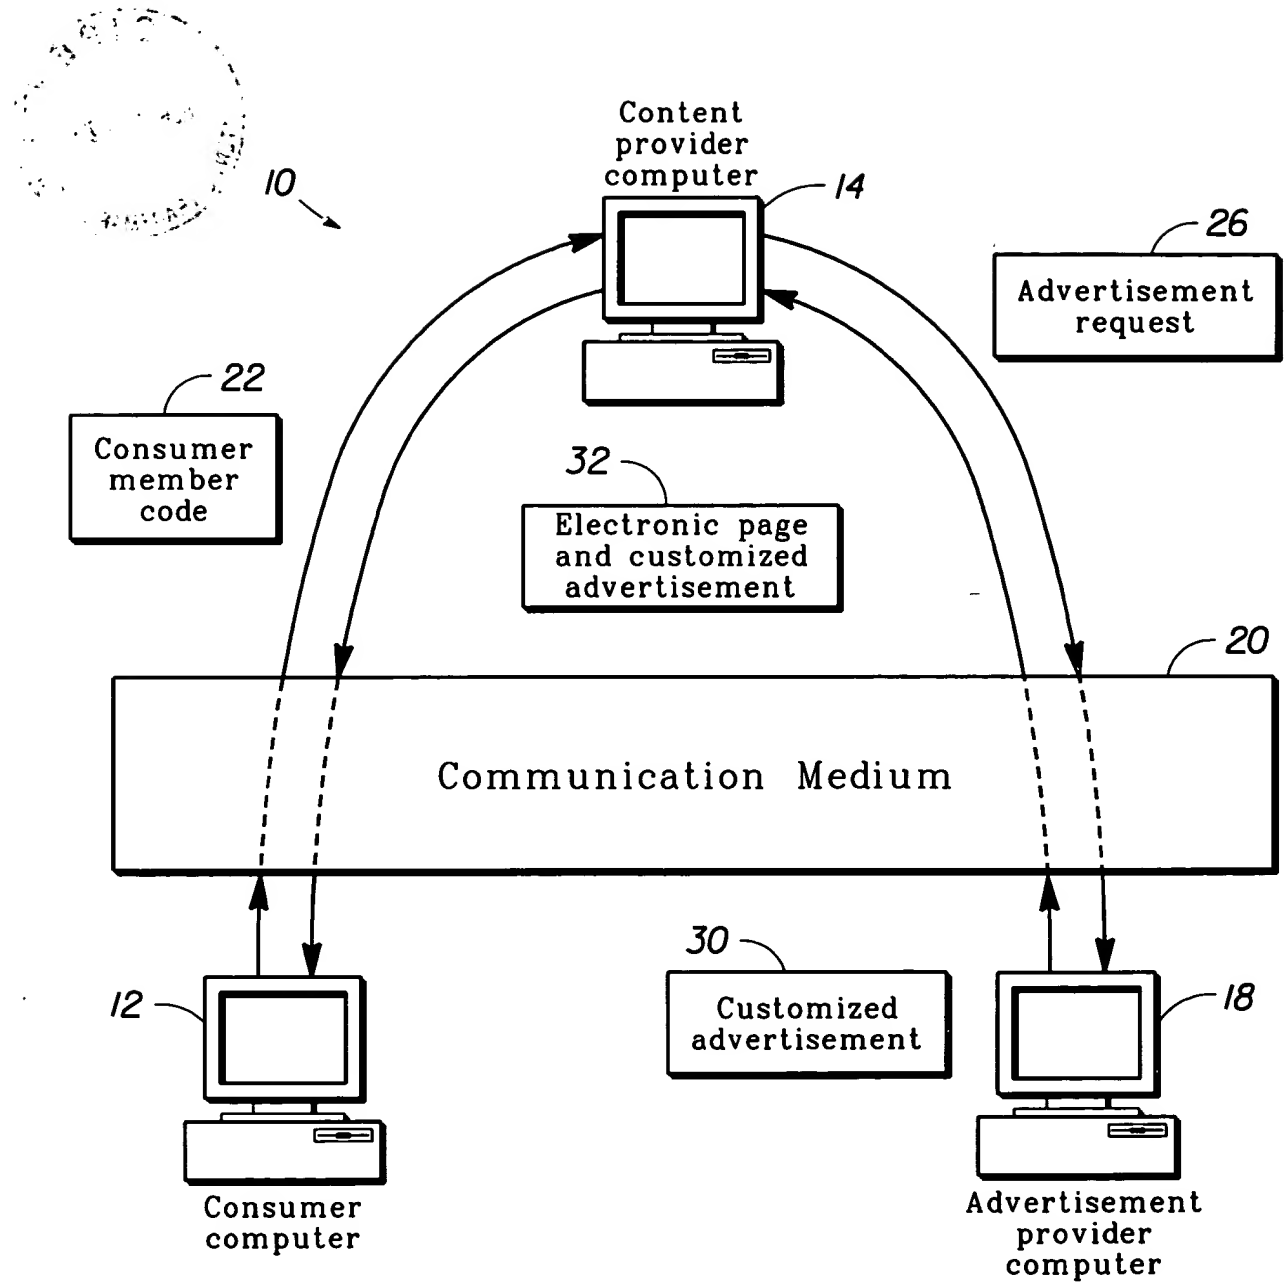 Content
provider
computer
10
14
26
Advertisement
request
22
Consumer
member
code
32
Electronic page
and customized
advertisement
20
Communication Medium
30
Customized
advertisement
12
18
Consumer
computer
Advertisement
provider
computer